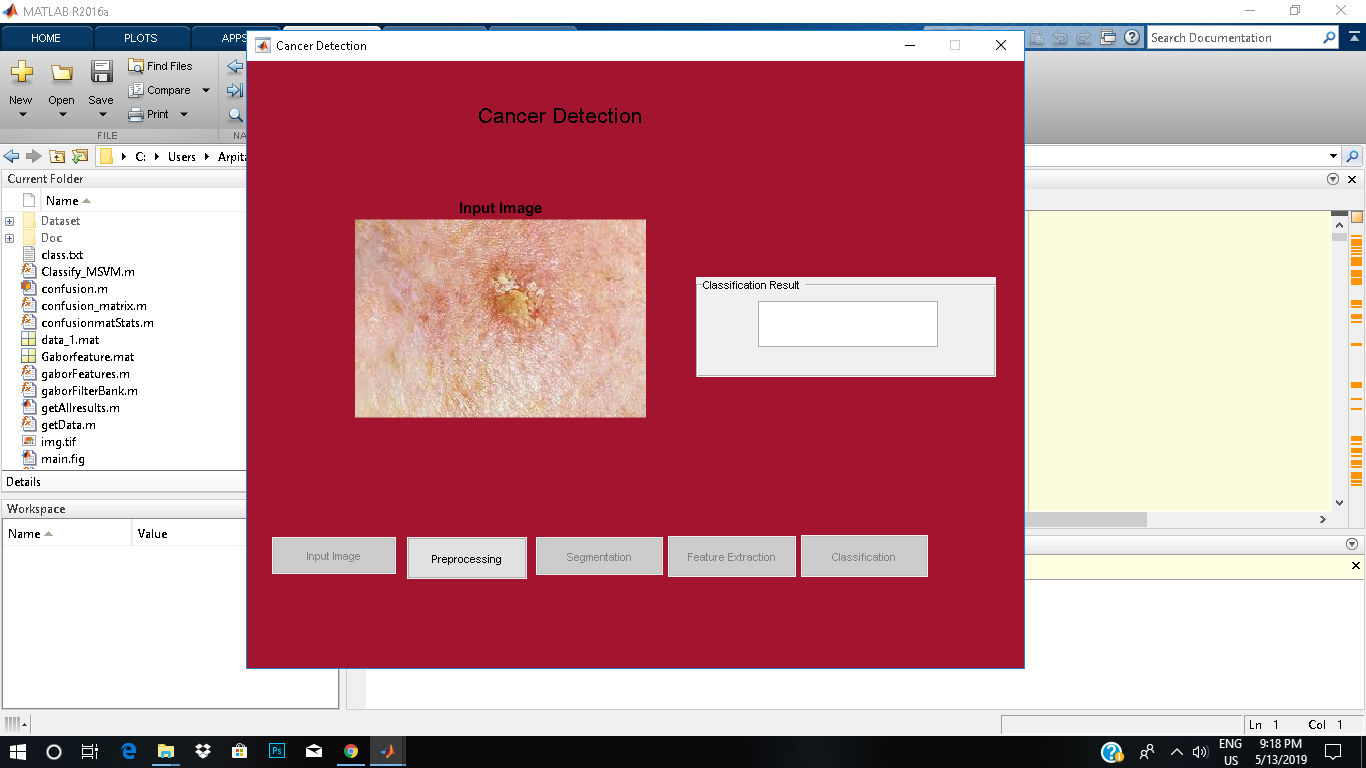 MATLAB R2016a
HOME
PLOTS
APPS
Search Documentation
New
Open
Save
Find Files
Compare
Print
FILE
NA
C: Users Arpita
Current Folder
Name
Dataset
Doc
class.txt
Classify_MSVM.m
confusion.m
confusion_matrix.m
confusionmatStats.m
data_1.mat
Gaborfeature.mat
gaborFeatures.m
gaborFilterBank.m
getAllresults.m
getData.m
img.tif
main.fig
Details
Workspace
Name Value
Cancer Detection
Cancer Detection
Input Image
Classification Result
Input Image
Preprocessing
Segmentation
Feature Extraction
Classification
Ln 1 Col 1
Ps
ENG
US
9:18 PM
5/13/2019